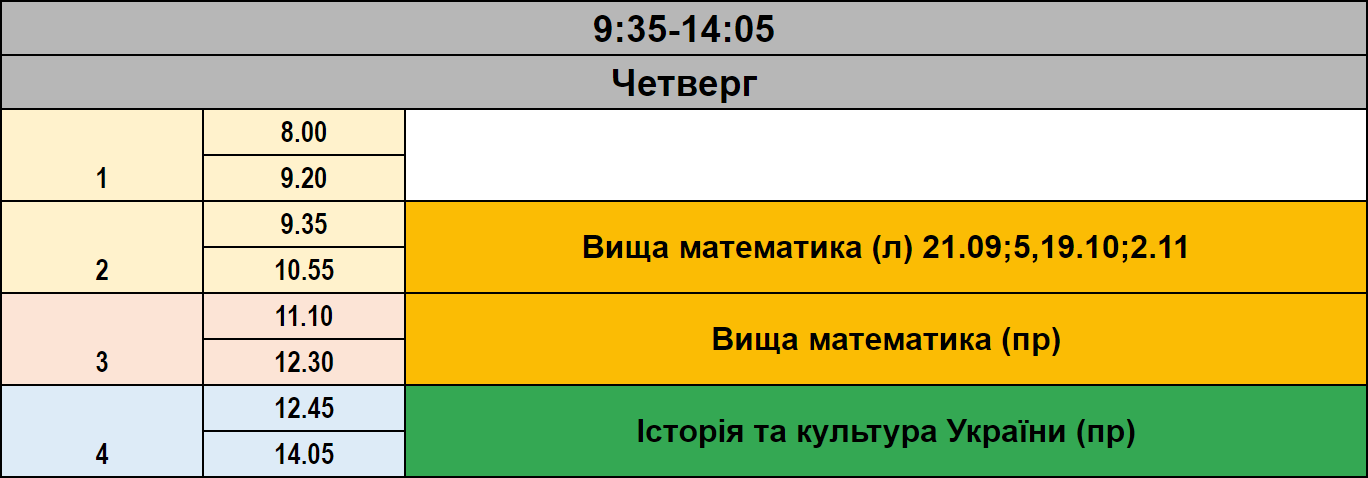 9:35-14:05
Четверг
8.00
1 9.20
9.35
Вища математика (л) 21.09;5,19.10;2.11
2 10.55
11.10
Вища математика (пр)
3 12.30
12.45
Історія та культура України (пр)
4 14.05